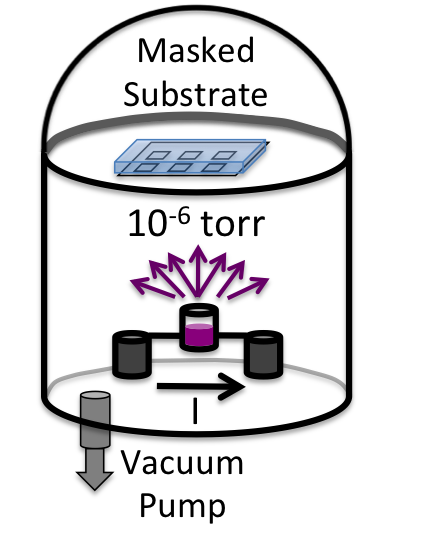 Masked
Substrate
10⁻⁶ torr
I
Vacuum
Pump